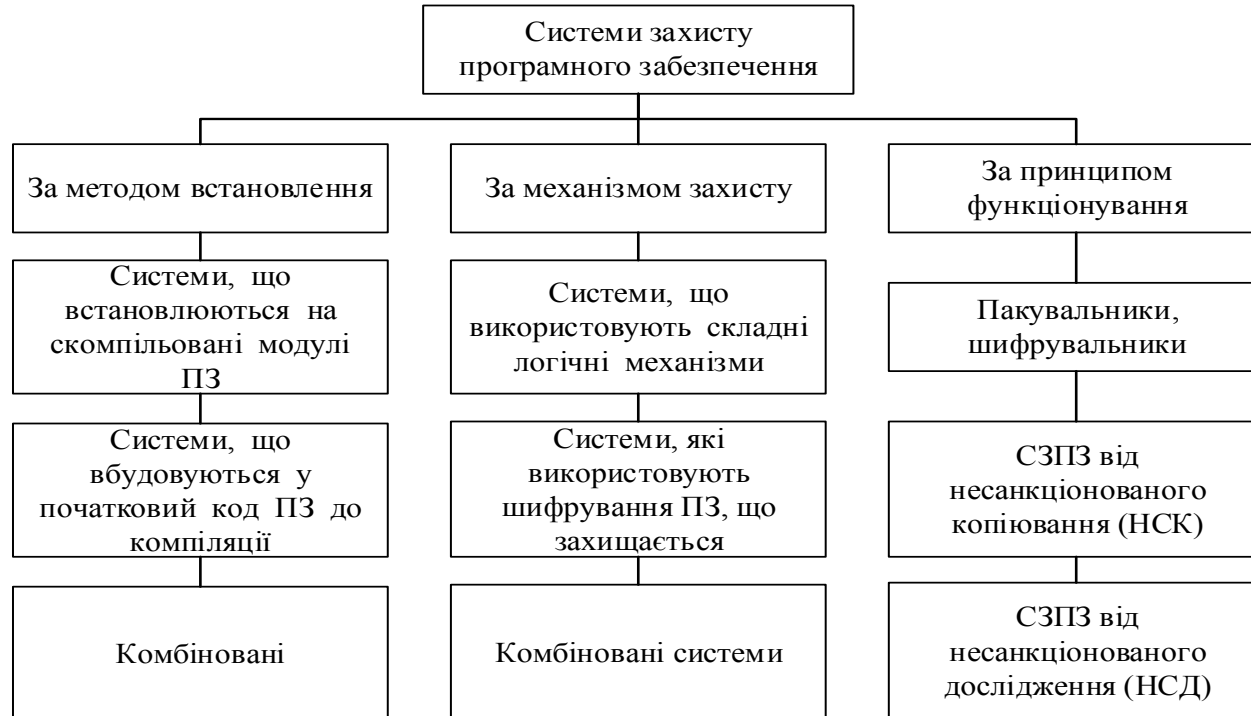 Системи захисту
програмного забезпечення
За методом встановлення
За механізмом захисту
За принципом
функціонування
Системи, що
встановлюються на
скомпільовані модулі
ПЗ
Системи, що
використовують складні
логічні механізми
Пакувальники,
шифрувальники
Системи, що
вбудовуються у
початковий код ПЗ до
компіляції
Системи, які
використовують
шифрування ПЗ, що
захищається
СЗПЗ від
несанкціонованого
копіювання (НСК)
Комбіновані
Комбіновані системи
СЗПЗ від
несанкціонованого
дослідження (НСД)